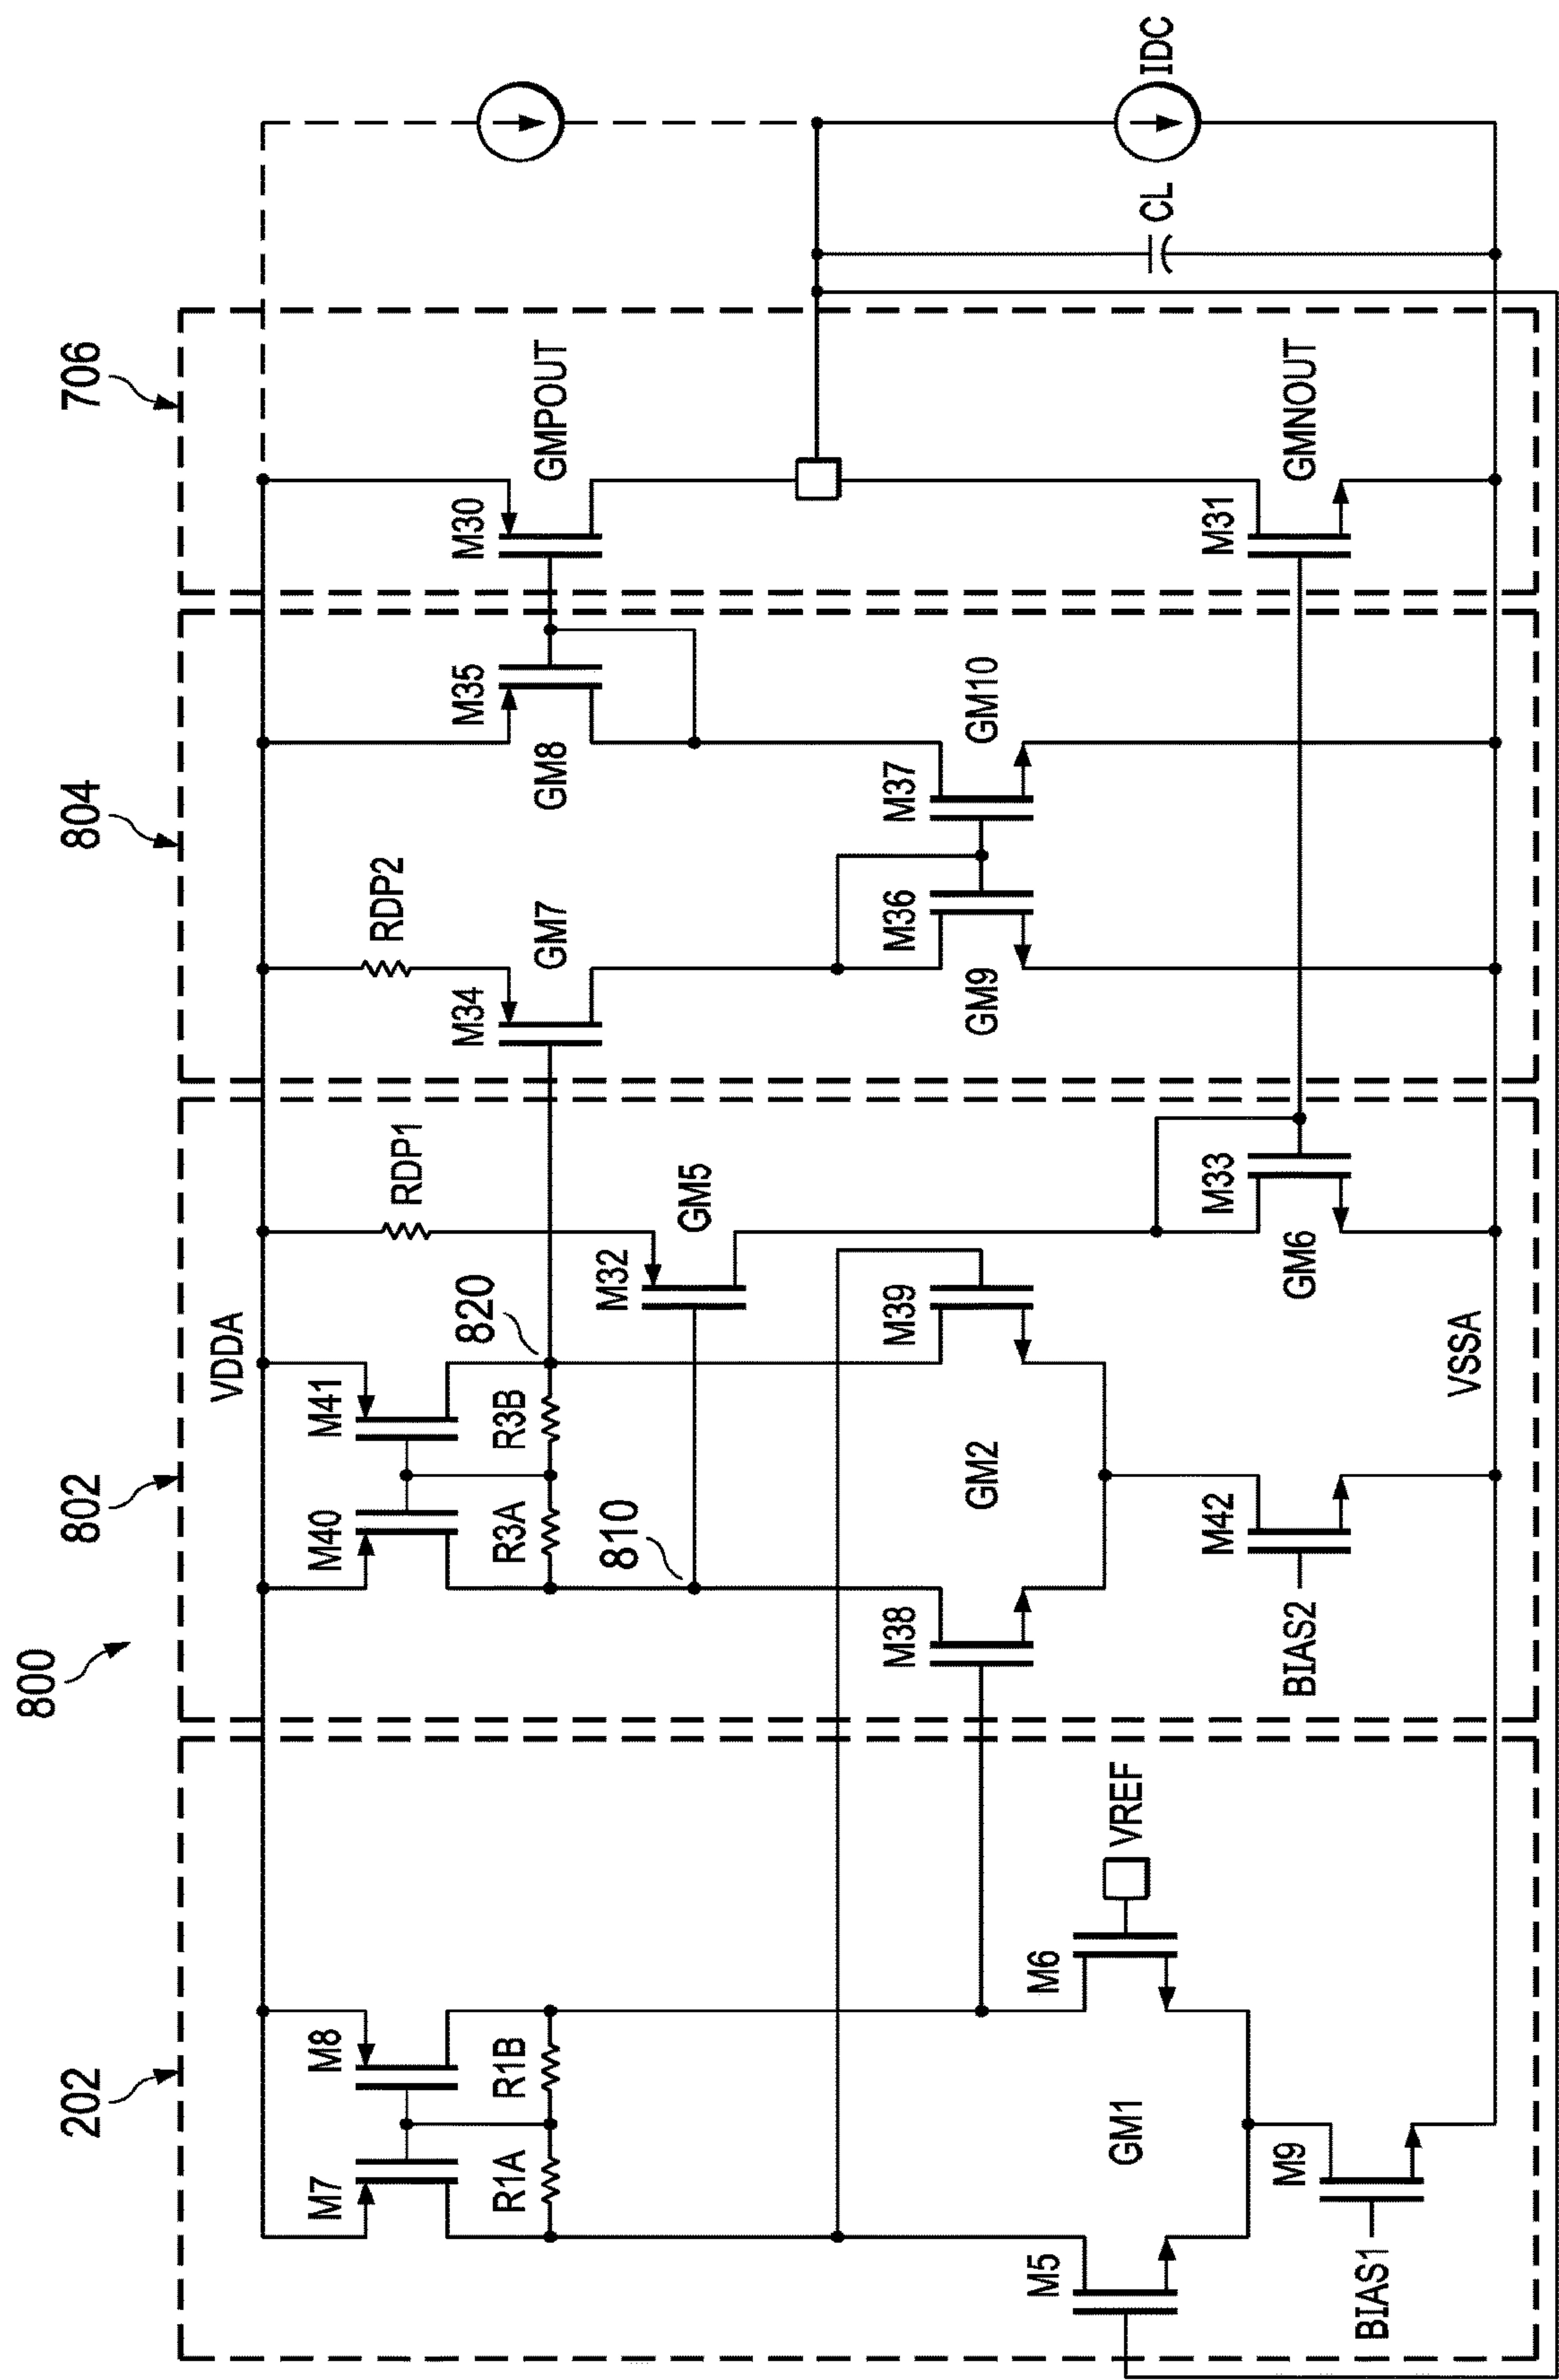 800
202
802
804
706
VDDA
M7
M8
M40
M41
R1A
R1B
R3A
R3B
820
810
RDP1
RDP2
M32
GM5
M34
GM7
M35
GM8
M30
GMPOUT
M38
GM2
M39
M36
GM9
M37
GM10
M5
GM1
M6
VREF
M42
BIAS2
M33
GM6
M31
GMNOUT
CL
IDC
M9
BIAS1
VSSA